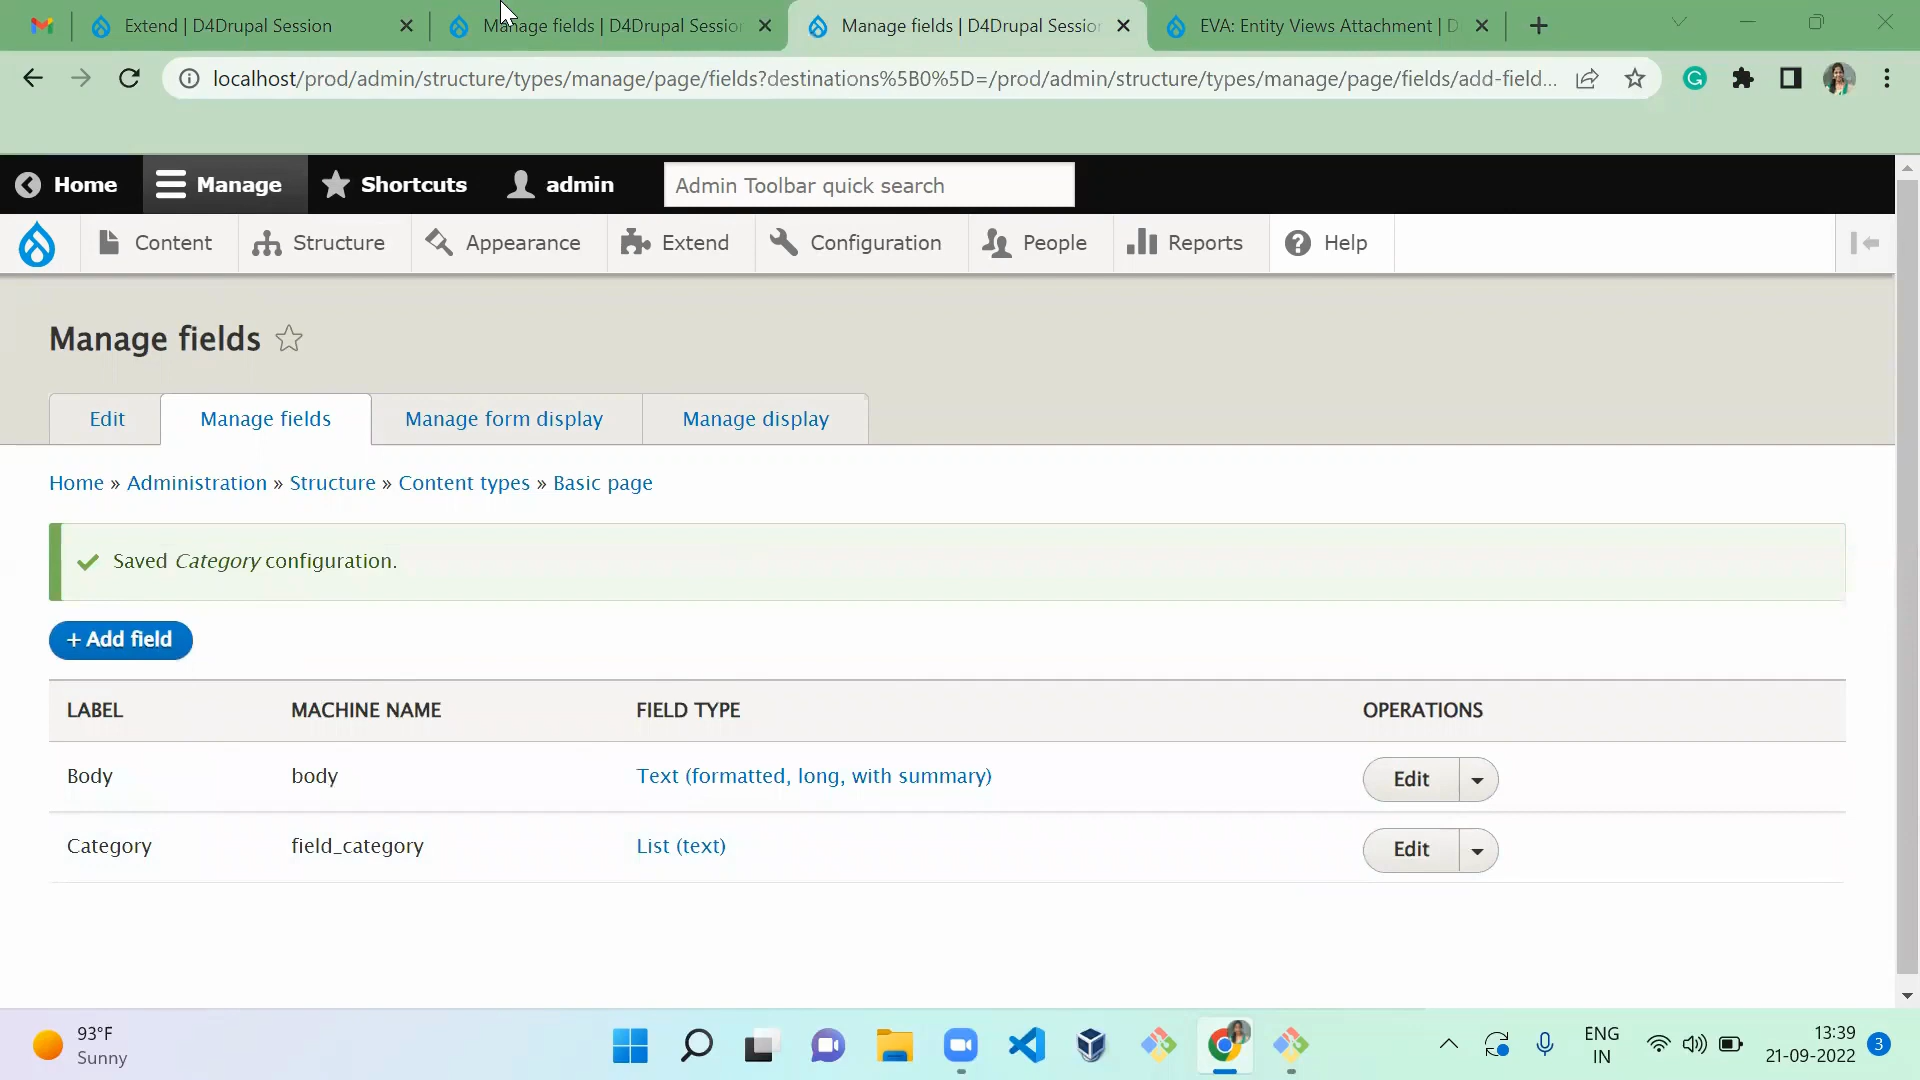 Extend | D4Drupal Session
Manage fields | D4Drupal Sessio
Manage fields | D4Drupal Sessio
EVA: Entity Views Attachment | D
localhost/prod/admin/structure/types/manage/page/fields?destinations%5B0%5D=/prod/admin/structure/types/manage/page/fields/add-field...
Home
Manage
Shortcuts
admin
Admin Toolbar quick search
Content
Structure
Appearance
Extend
Configuration
People
Reports
Help
Manage fields
Edit
Manage fields
Manage form display
Manage display
Home » Administration » Structure » Content types » Basic page
Saved Category configuration.
+ Add field
LABEL MACHINE NAME FIELD TYPE OPERATIONS
Body body Text (formatted, long, with summary) Edit
Category field_category List (text) Edit
93°F
Sunny
ENG
IN
13:39
21-09-2022
3